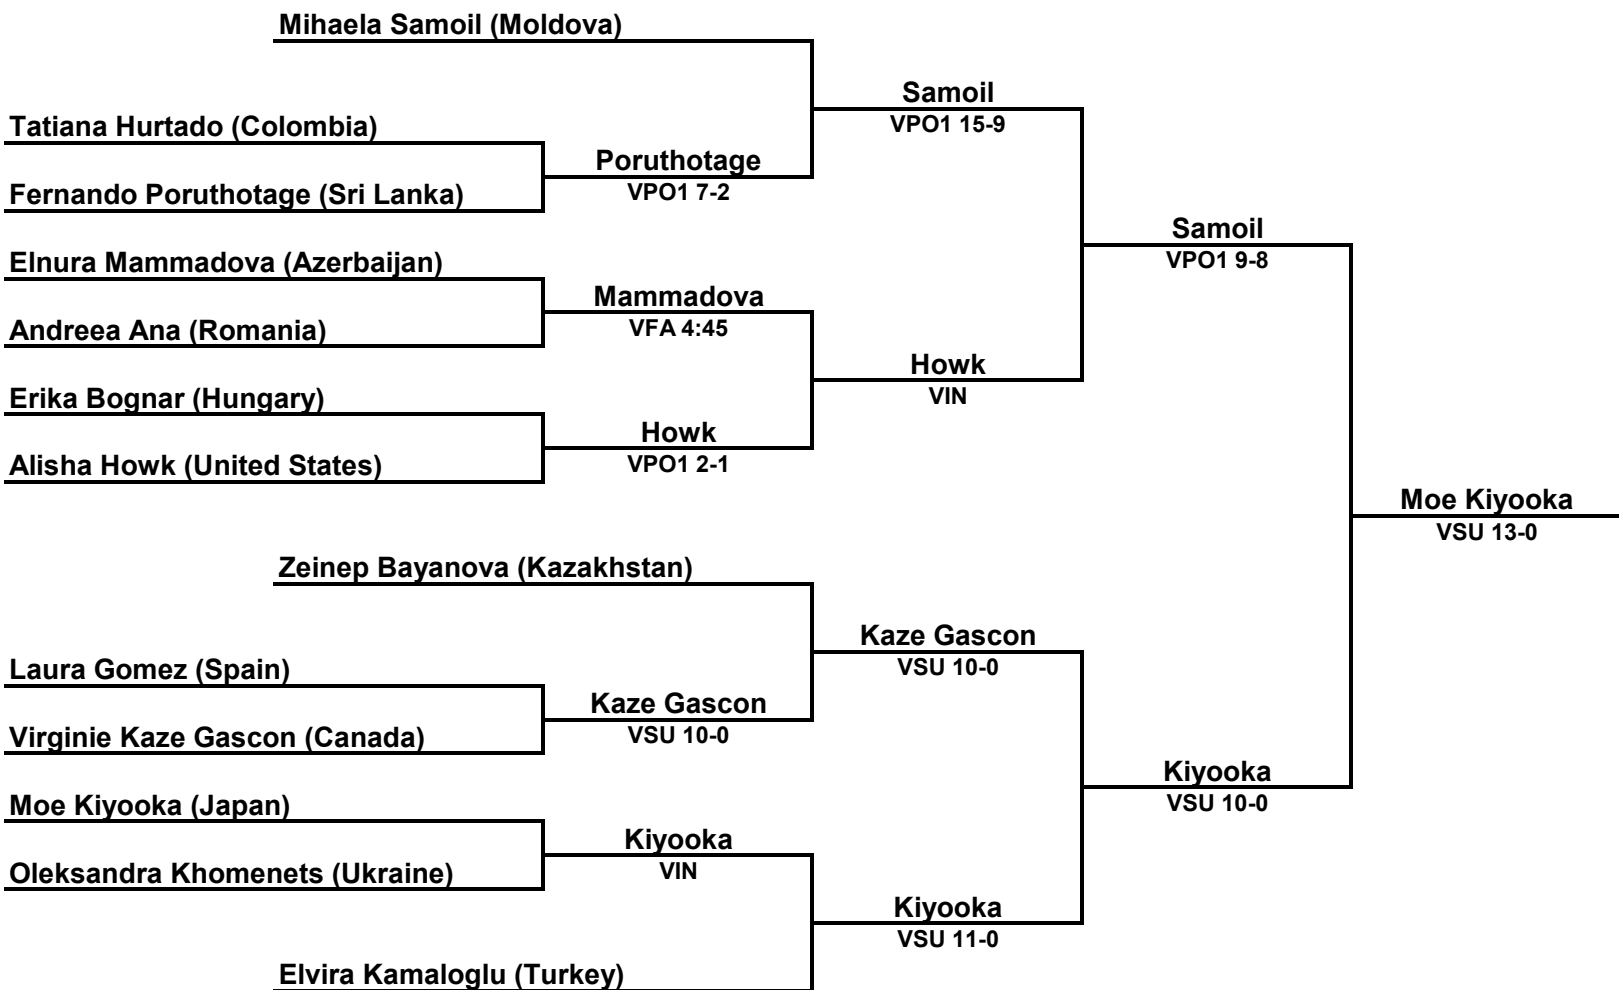 Mihaela Samoil (Moldova)
Samoil
VPO1 15-9
Tatiana Hurtado (Colombia)
Poruthotage
VPO1 7-2
Fernando Poruthotage (Sri Lanka)
Samoil
VPO1 9-8
Elnura Mammadova (Azerbaijan)
Mammadova
VFA 4:45
Andreea Ana (Romania)
Howk
VIN
Erika Bognar (Hungary)
Howk
VPO1 2-1
Alisha Howk (United States)
Moe Kiyooka
VSU 13-0
Zeinep Bayanova (Kazakhstan)
Kaze Gascon
VSU 10-0
Laura Gomez (Spain)
Kaze Gascon
VSU 10-0
Virginie Kaze Gascon (Canada)
Kiyooka
VSU 10-0
Moe Kiyooka (Japan)
Kiyooka
VIN
Oleksandra Khomenets (Ukraine)
Kiyooka
VSU 11-0
Elvira Kamaloglu (Turkey)